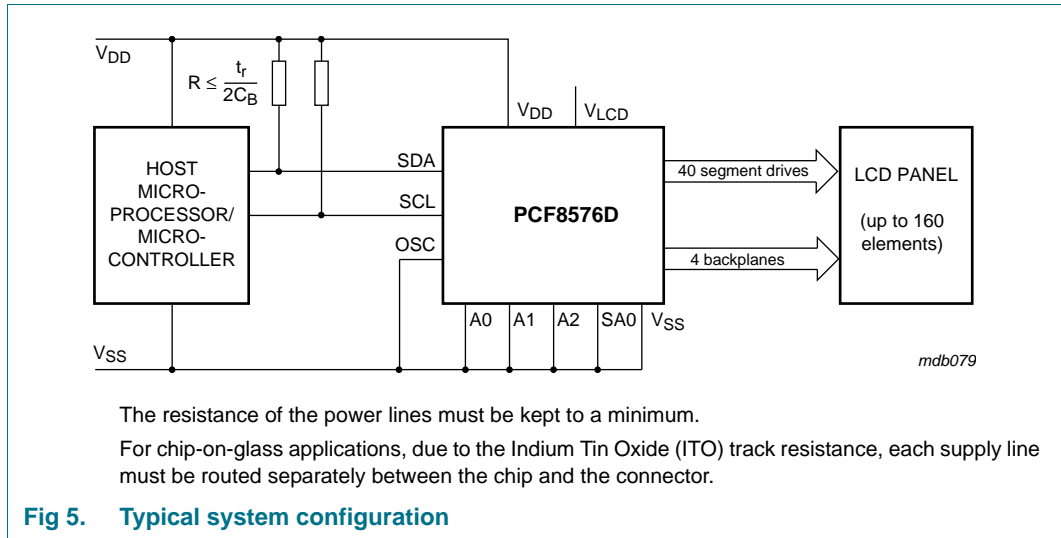 VDD
R ≤ tr
2CB
VDD VLCD
HOST
MICRO-
PROCESSOR/
MICRO-
CONTROLLER
SDA
SCL
OSC
PCF8576D
40 segment drives
4 backplanes
LCD PANEL
(up to 160
elements)
A0 A1 A2 SA0 VSS
VSS
mdb079
The resistance of the power lines must be kept to a minimum.
For chip-on-glass applications, due to the Indium Tin Oxide (ITO) track resistance, each supply line
must be routed separately between the chip and the connector.
Fig 5. Typical system configuration